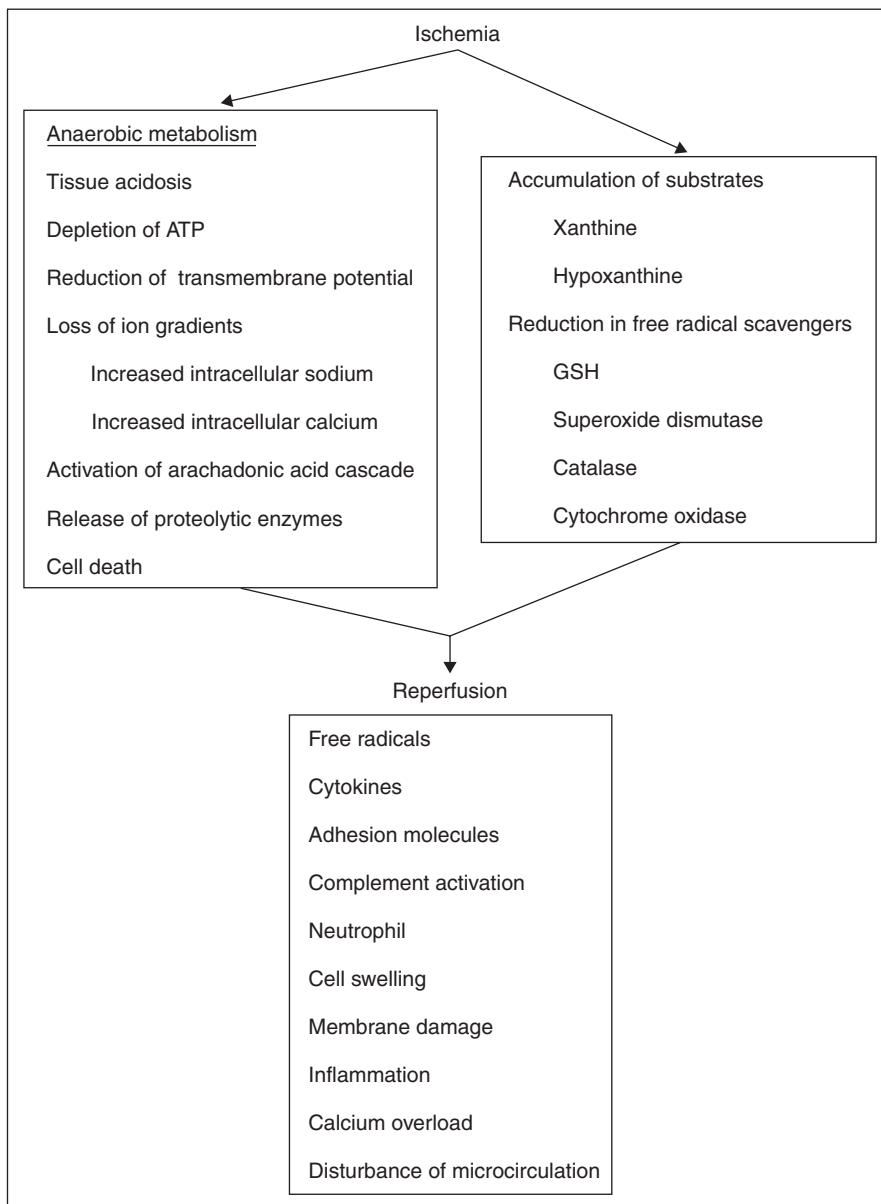 Ischemia
Anaerobic metabolism
Tissue acidosis
Depletion of ATP
Reduction of transmembrane potential
Loss of ion gradients
Increased intracellular sodium
Increased intracellular calcium
Activation of arachadonic acid cascade
Release of proteolytic enzymes
Cell death
Accumulation of substrates
Xanthine
Hypoxanthine
Reduction in free radical scavengers
GSH
Superoxide dismutase
Catalase
Cytochrome oxidase
Reperfusion
Free radicals
Cytokines
Adhesion molecules
Complement activation
Neutrophil
Cell swelling
Membrane damage
Inflammation
Calcium overload
Disturbance of microcirculation